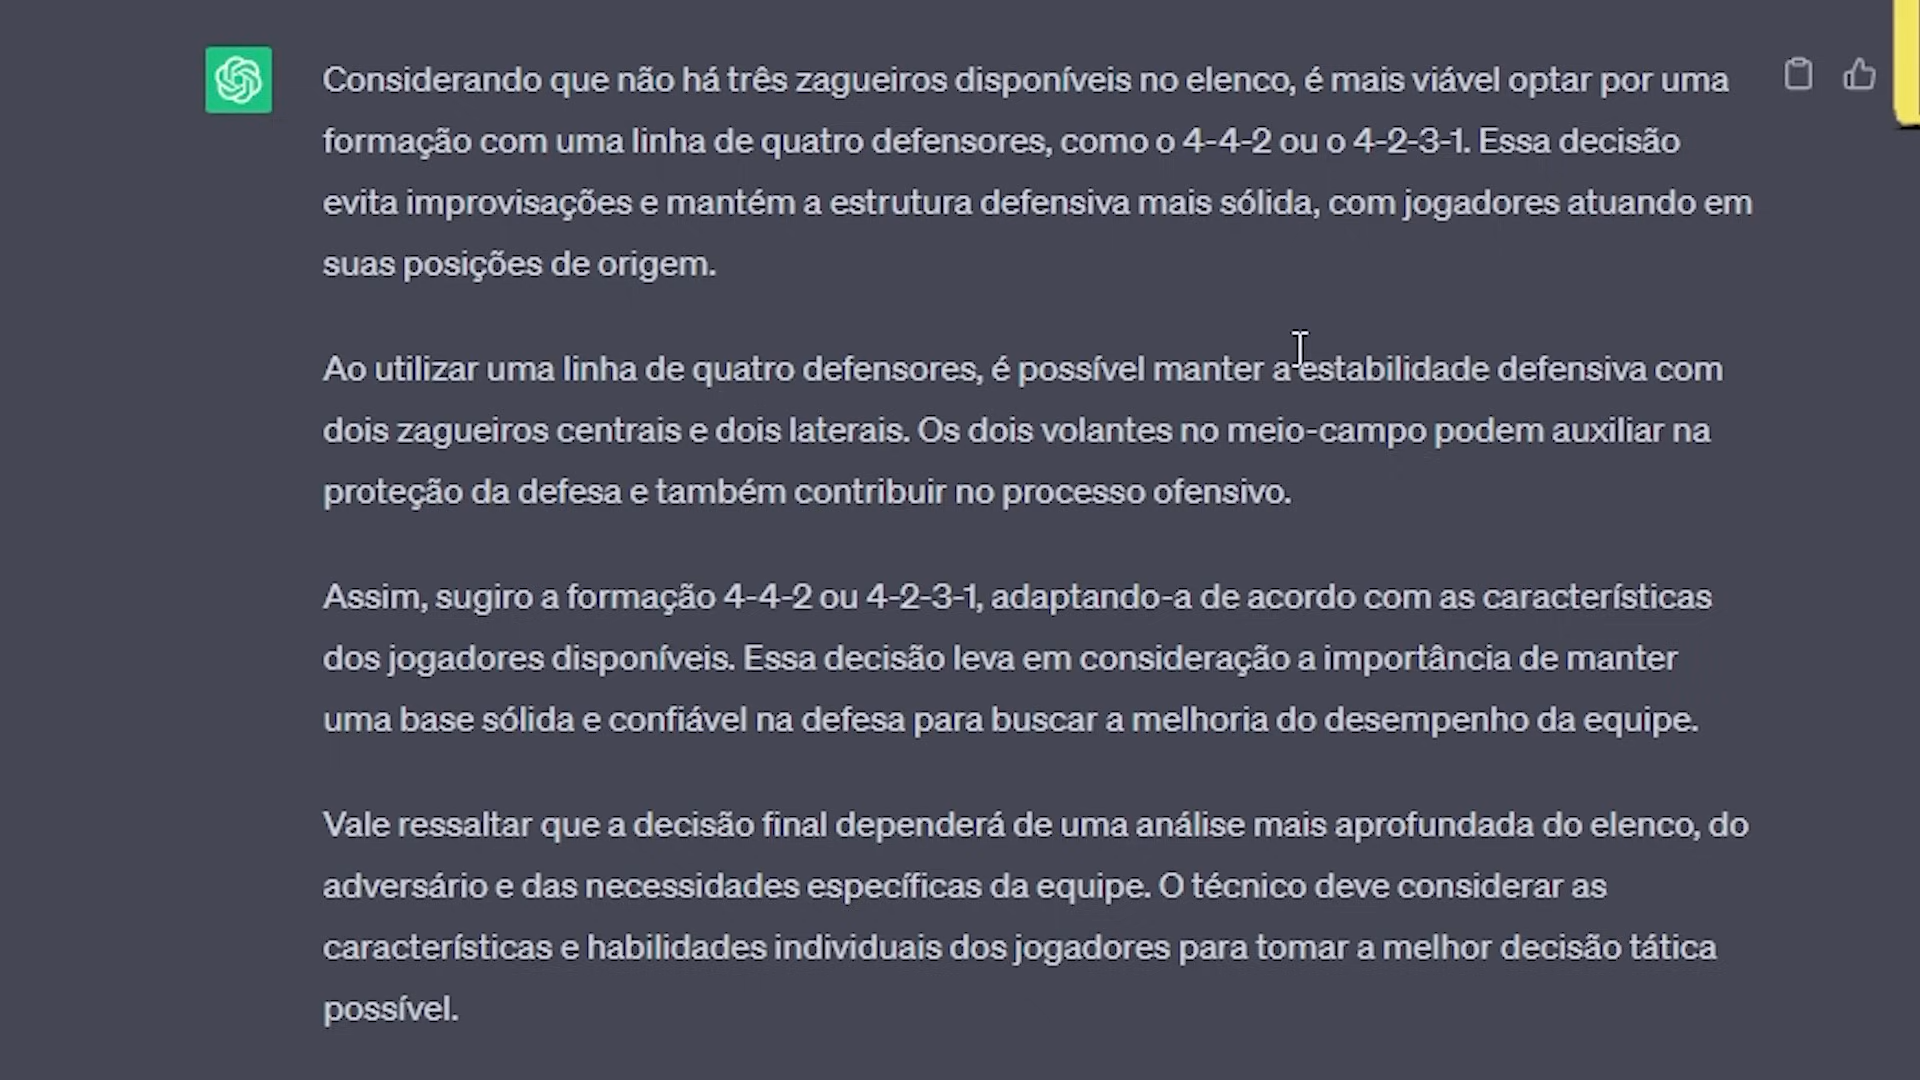 Considerando que não há três zagueiros disponíveis no elenco, é mais viável optar por uma
formação com uma linha de quatro defensores, como o 4-4-2 ou o 4-2-3-1. Essa decisão
evita improvisações e mantém a estrutura defensiva mais sólida, com jogadores atuando em
suas posições de origem.
Ao utilizar uma linha de quatro defensores, é possível manter a estabilidade defensiva com
dois zagueiros centrais e dois laterais. Os dois volantes no meio-campo podem auxiliar na
proteção da defesa e também contribuir no processo ofensivo.
Assim, sugiro a formação 4-4-2 ou 4-2-3-1, adaptando-a de acordo com as características
dos jogadores disponíveis. Essa decisão leva em consideração a importância de manter
uma base sólida e confiável na defesa para buscar a melhoria do desempenho da equipe.
Vale ressaltar que a decisão final dependerá de uma análise mais aprofundada do elenco, do
adversário e das necessidades específicas da equipe. O técnico deve considerar as
características e habilidades individuais dos jogadores para tomar a melhor decisão tática
possível.